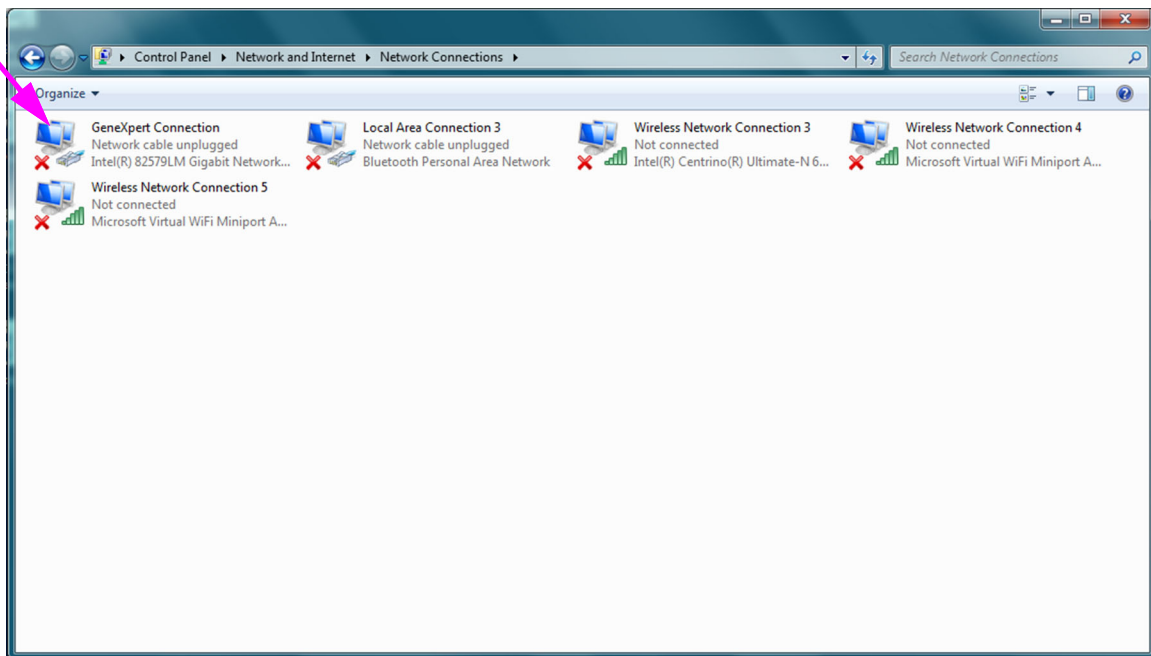 Control Panel ▸ Network and Internet ▸ Network Connections ▸
Search Network Connections
Organize
GeneXpert Connection
Network cable unplugged
Intel(R) 82579LM Gigabit Network...
Local Area Connection 3
Network cable unplugged
Bluetooth Personal Area Network
Wireless Network Connection 3
Not connected
Intel(R) Centrino(R) Ultimate-N 6...
Wireless Network Connection 4
Not connected
Microsoft Virtual WiFi Miniport A...
Wireless Network Connection 5
Not connected
Microsoft Virtual WiFi Miniport A...